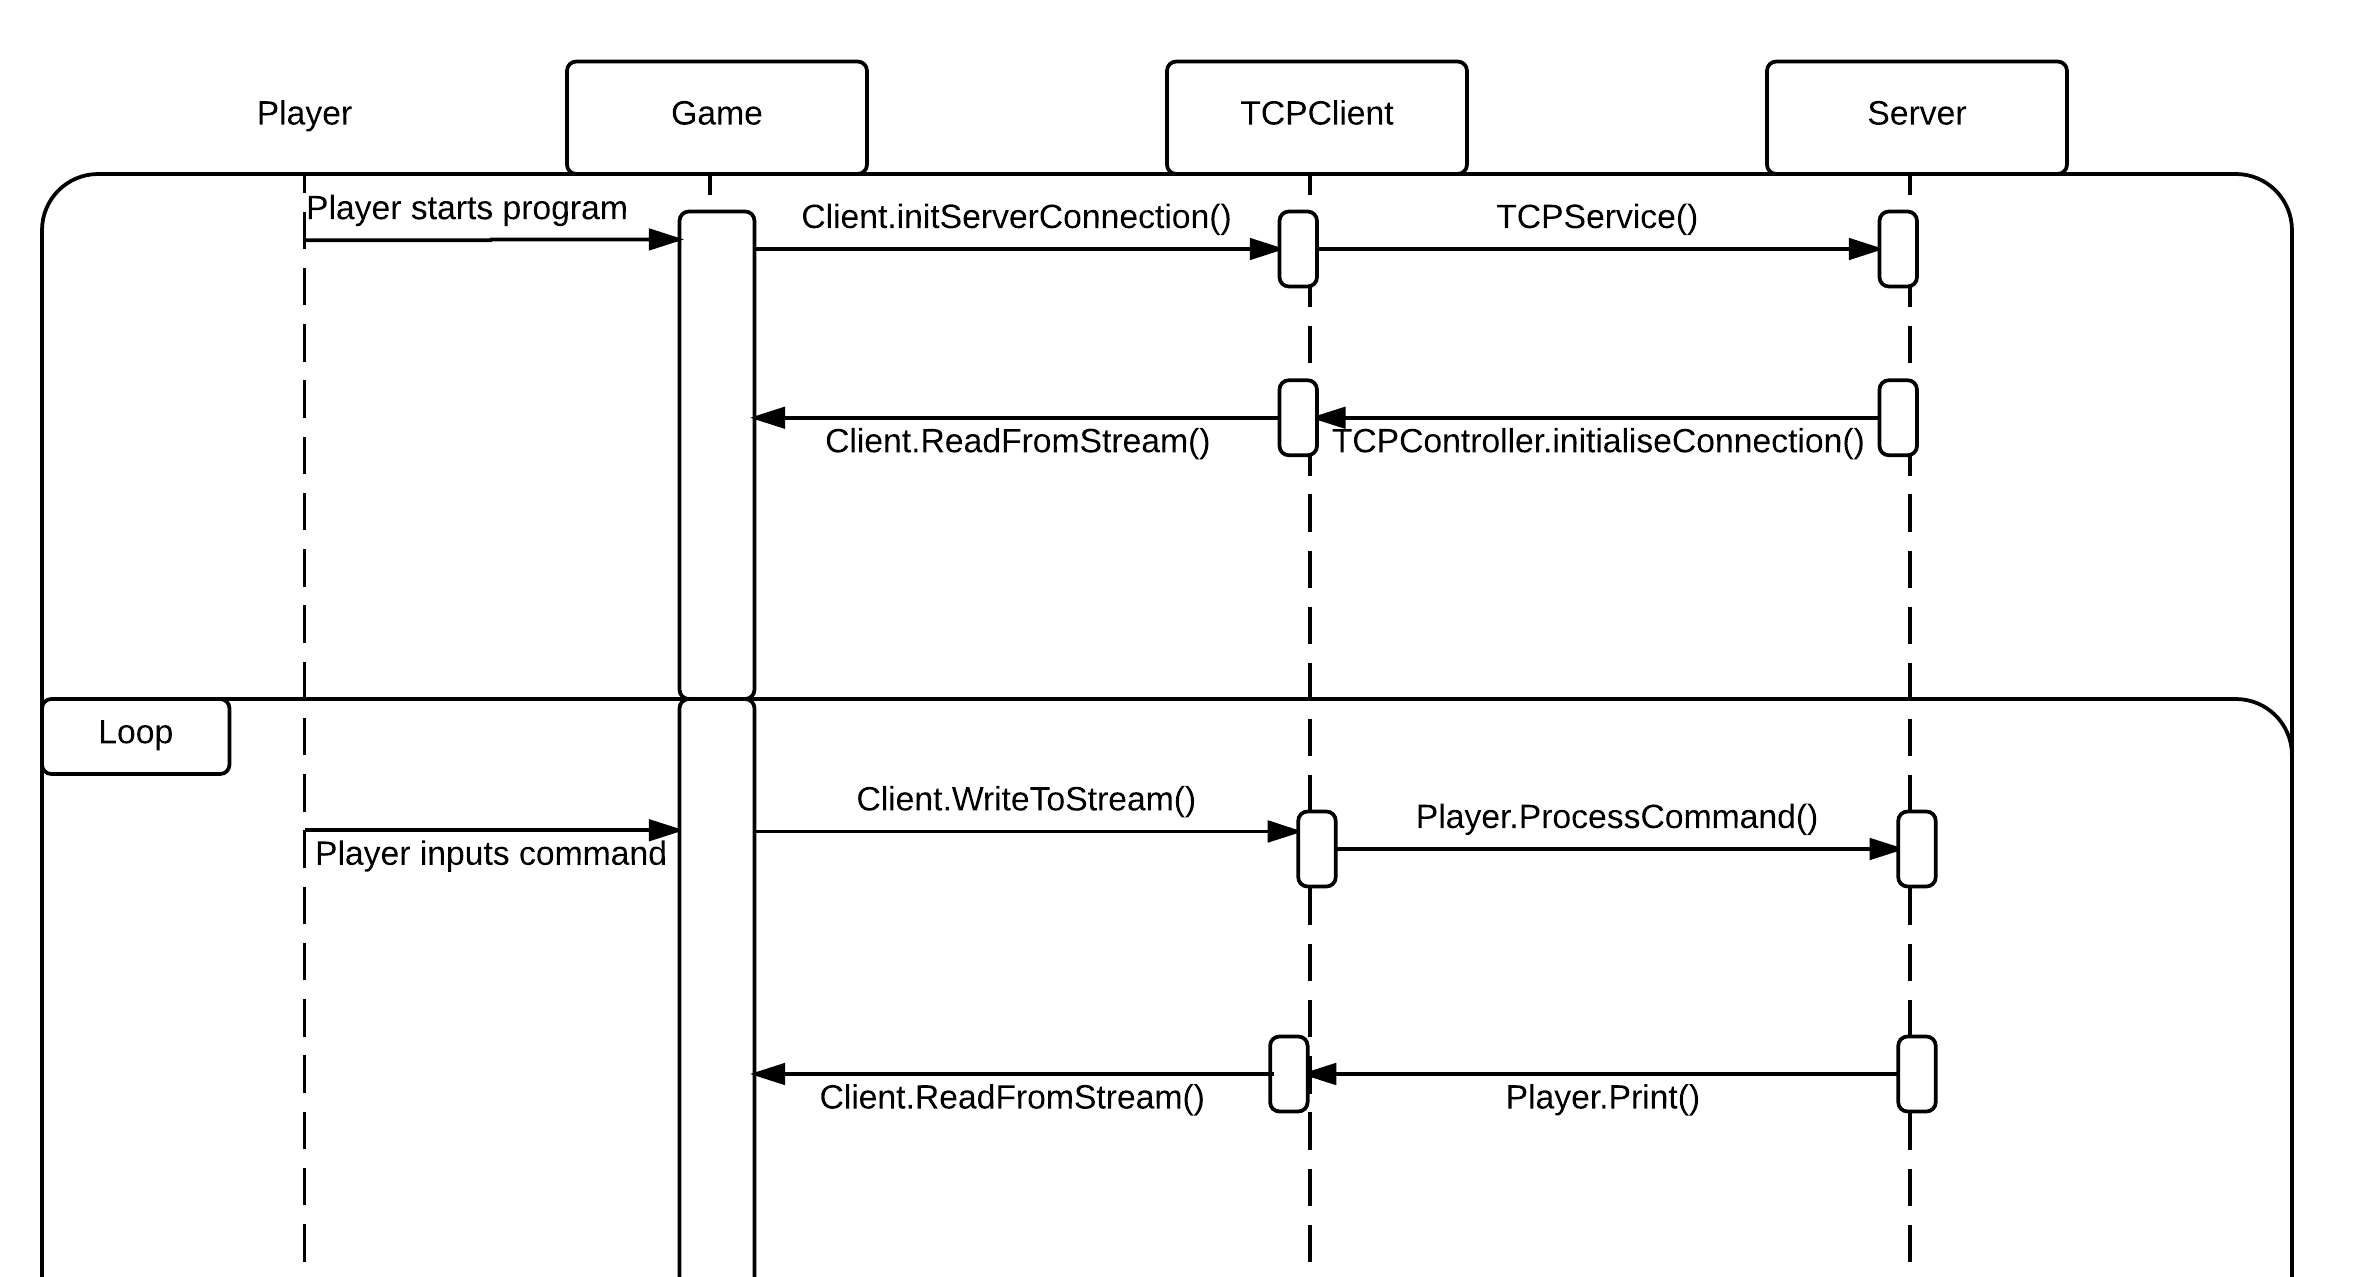 Player
Game
TCPClient
Server
Player starts program
Client.initServerConnection()
TCPService()
Client.ReadFromStream()
TCPController.initialiseConnection()
Loop
Client.WriteToStream()
Player.ProcessCommand()
Player inputs command
Client.ReadFromStream()
Player.Print()